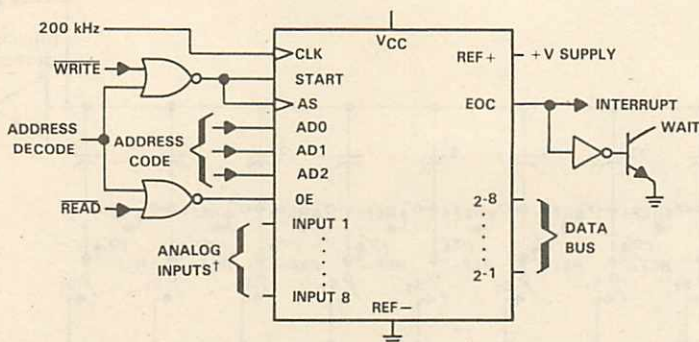 200 kHz
WRITE
ADDRESS
DECODE
ADDRESS
CODE
READ
ANALOG
INPUTS†
CLK
START
AS
AD0
AD1
AD2
0E
INPUT 1
INPUT 8
VCC
REF+
EOC
2-8
2-1
REF−
+V SUPPLY
INTERRUPT
WAIT
DATA
BUS